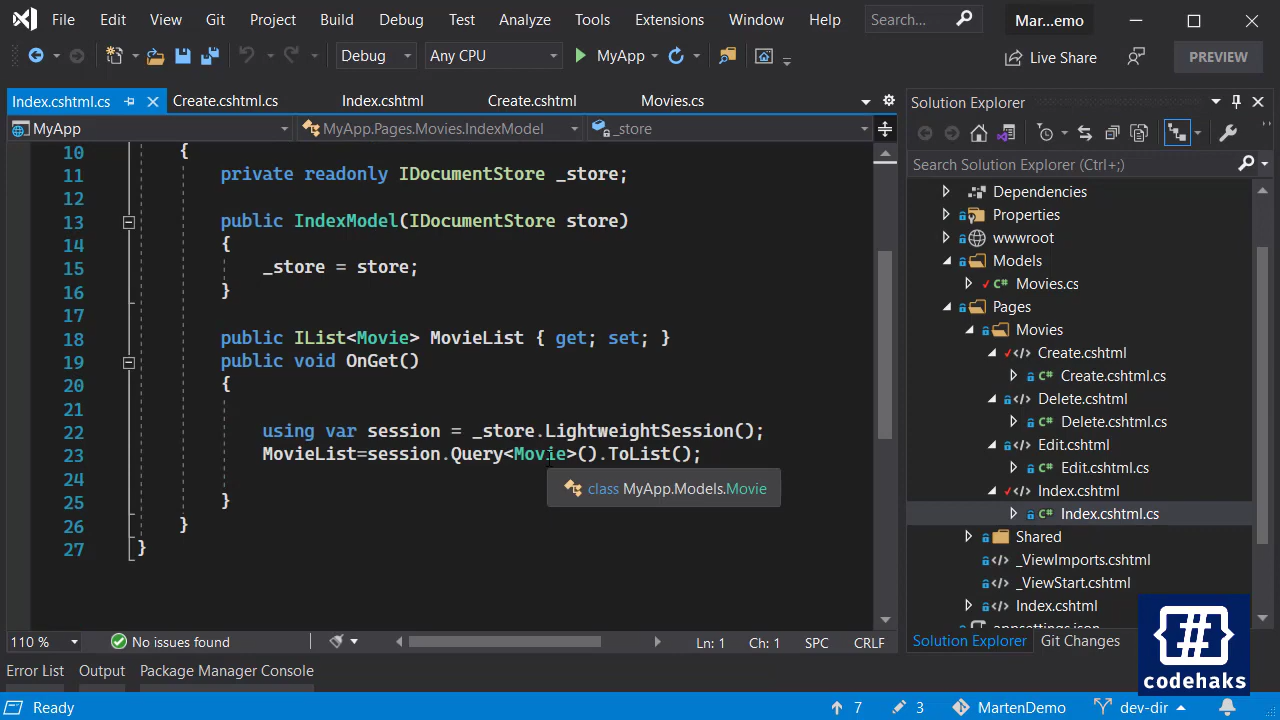 File Edit View Git Project Build Debug Test Analyze Tools Extensions Window Help Search... Mar...emo
Debug Any CPU MyApp Live Share PREVIEW
Index.cshtml.cs Create.cshtml.cs Index.cshtml Create.cshtml Movies.cs
MyApp MyApp.Pages.Movies.IndexModel _store
10 {
11 private readonly IDocumentStore _store;
12
13 public IndexModel(IDocumentStore store)
14 {
15 _store = store;
16 }
17
18 public IList<Movie> MovieList { get; set; }
19 public void OnGet()
20 {
21
22 using var session = _store.LightweightSession();
23 MovieList=session.Query<Movie>().ToList();
24
class MyApp.Models.Movie
25 }
26 }
27 }
110 % No issues found Ln: 1 Ch: 1 SPC CRLF
Error List Output Package Manager Console
Solution Explorer
Search Solution Explorer (Ctrl+;)
Dependencies
Properties
wwwroot
Models
C# Movies.cs
Pages
Movies
Create.cshtml
C# Create.cshtml.cs
Delete.cshtml
C# Delete.cshtml.cs
Edit.cshtml
C# Edit.cshtml.cs
Index.cshtml
C# Index.cshtml.cs
Shared
_ViewImports.cshtml
_ViewStart.cshtml
Index.cshtml
appsettings.json
Solution Explorer Git Changes
#
codehaks
Ready 7 3 MartenDemo dev-dir